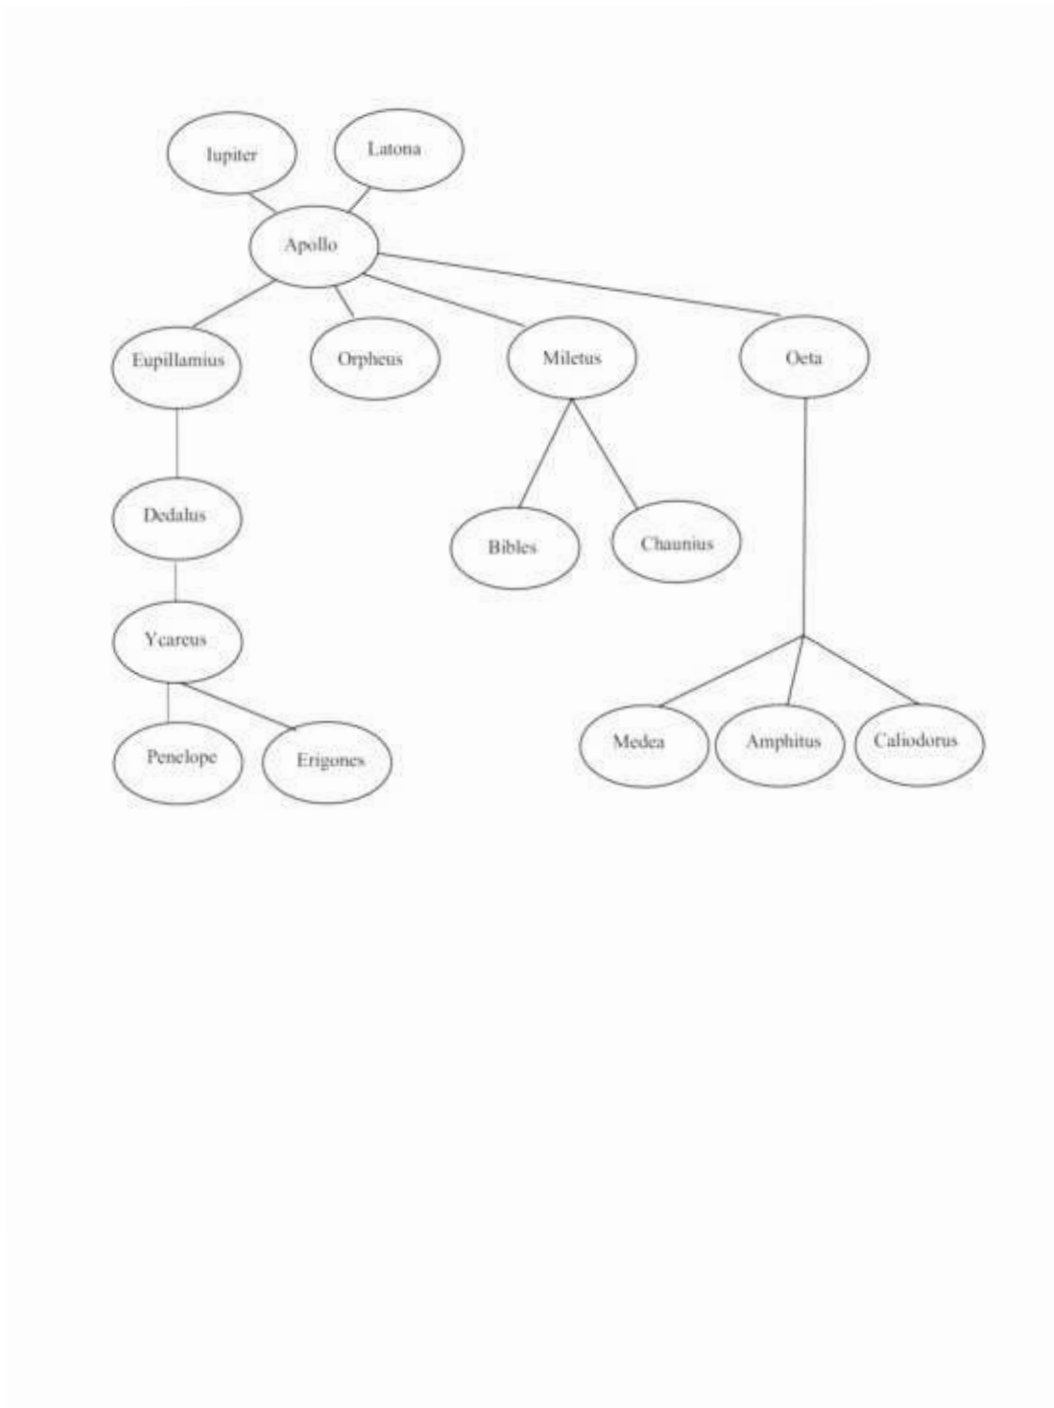 Iupiter
Latona
Apollo
Eupillamius
Orpheus
Miletus
Oeta
Dedalus
Bibles
Chaunius
Ycareus
Penelope
Erigones
Medea
Amphitus
Caliodorus